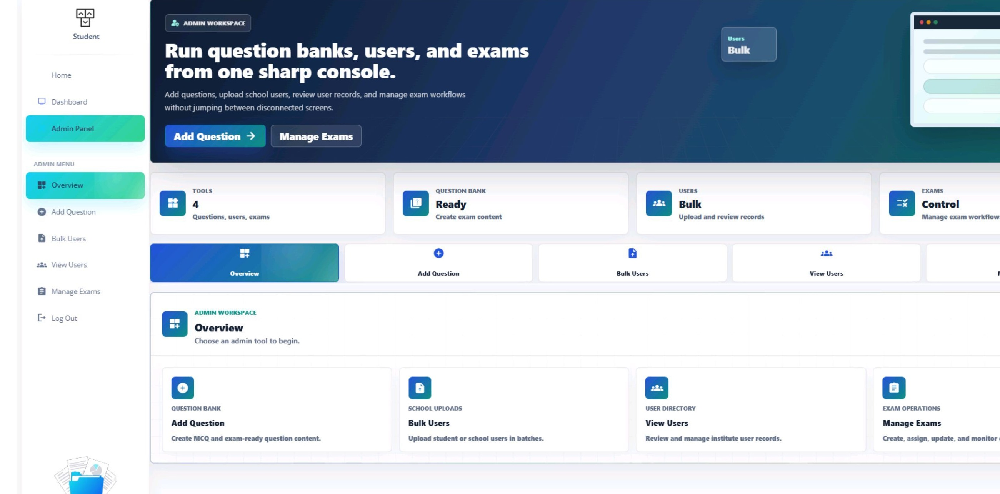 Student
Home
Dashboard
Admin Panel
ADMIN MENU
Overview
Add Question
Bulk Users
View Users
Manage Exams
Log Out
ADMIN WORKSPACE
Run question banks, users, and exams
from one sharp console.
Add questions, upload school users, review user records, and manage exam workflows
without jumping between disconnected screens.
Add Question
Manage Exams
Users
Bulk
TOOLS
4
Questions, users, exams
QUESTION BANK
Ready
Create exam content
USERS
Bulk
Upload and review records
EXAMS
Control
Manage exam workflows
Overview
Add Question
Bulk Users
View Users
ADMIN WORKSPACE
Overview
Choose an admin tool to begin.
QUESTION BANK
Add Question
Create MCQ and exam-ready question content.
SCHOOL UPLOADS
Bulk Users
Upload student or school users in batches.
USER DIRECTORY
View Users
Review and manage institute user records.
EXAM OPERATIONS
Manage Exams
Create, assign, update, and monitor